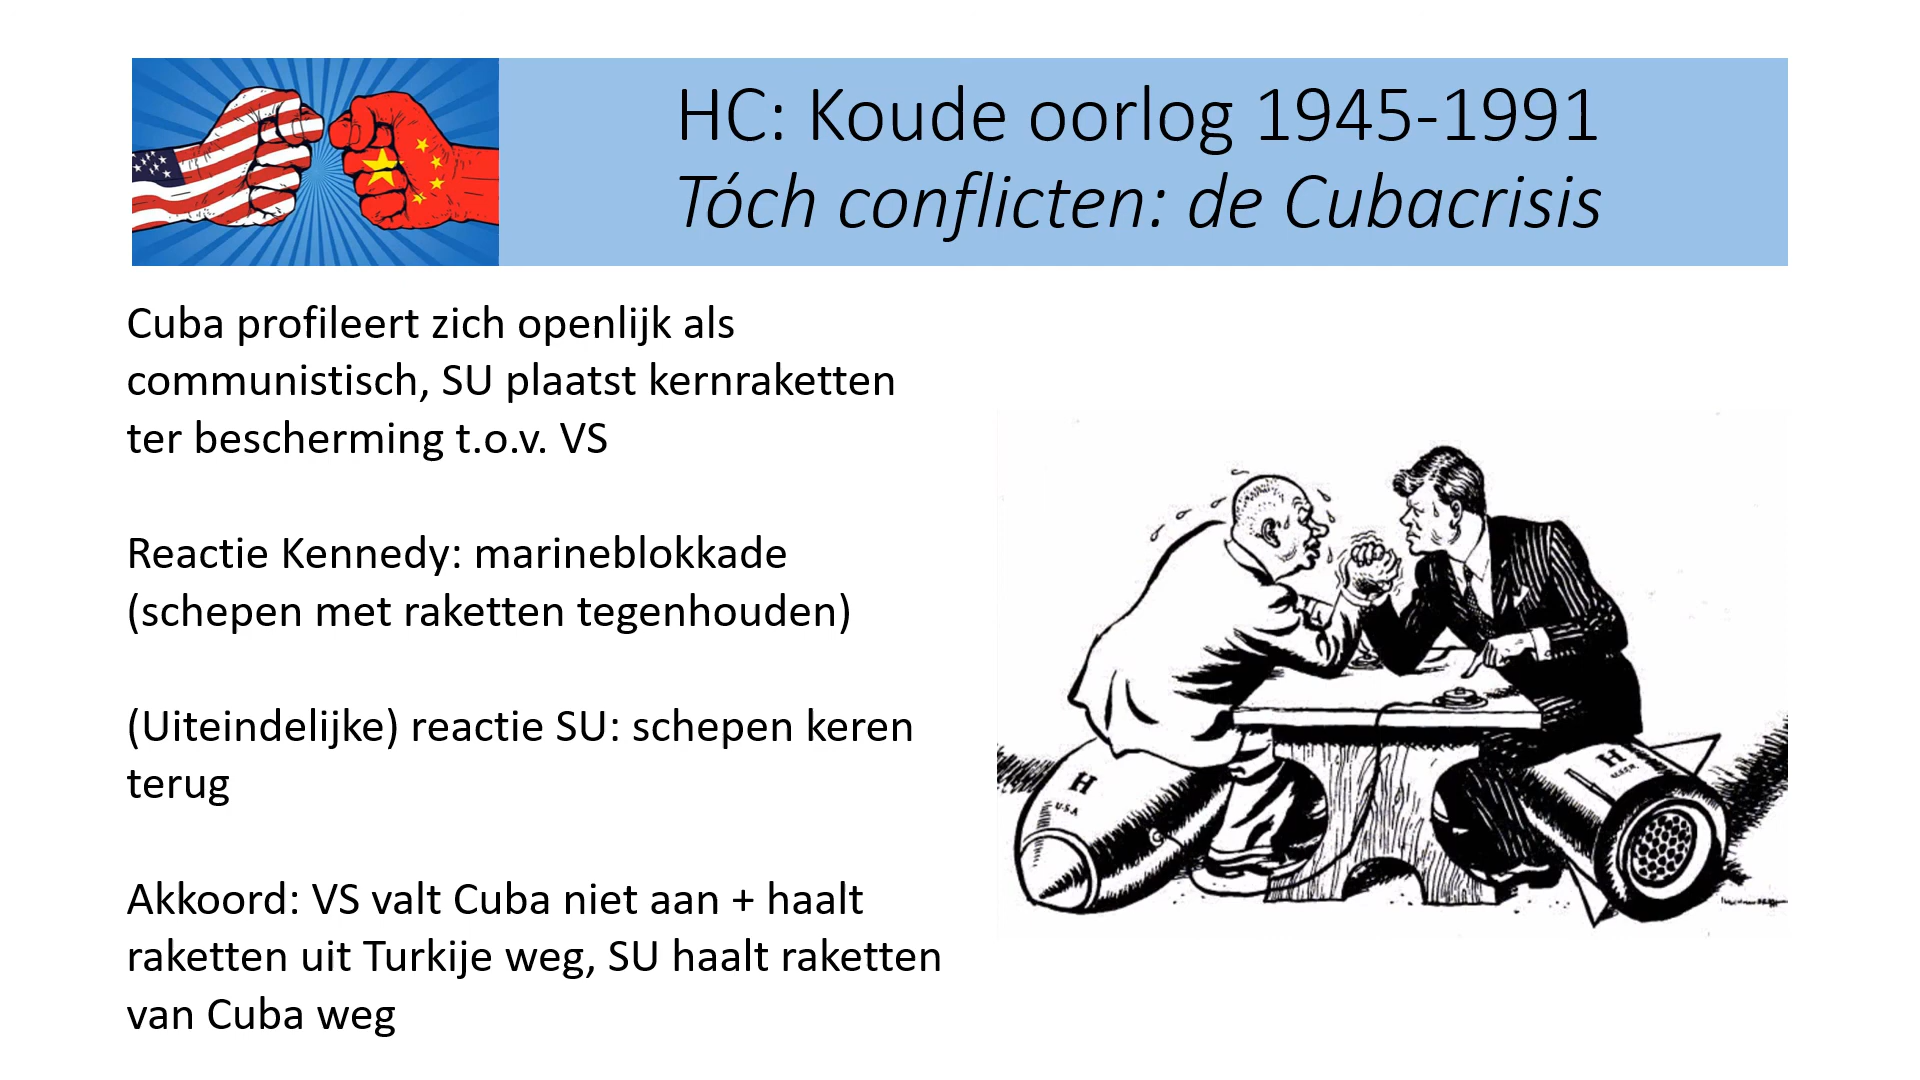 HC: Koude oorlog 1945-1991
Tóch conflicten: de Cubacrisis
Cuba profileert zich openlijk als
communistisch, SU plaatst kernraketten
ter bescherming t.o.v. VS
Reactie Kennedy: marineblokkade
(schepen met raketten tegenhouden)
(Uiteindelijke) reactie SU: schepen keren
terug
Akkoord: VS valt Cuba niet aan + haalt
raketten uit Turkije weg, SU haalt raketten
van Cuba weg
H
U.S.A
H